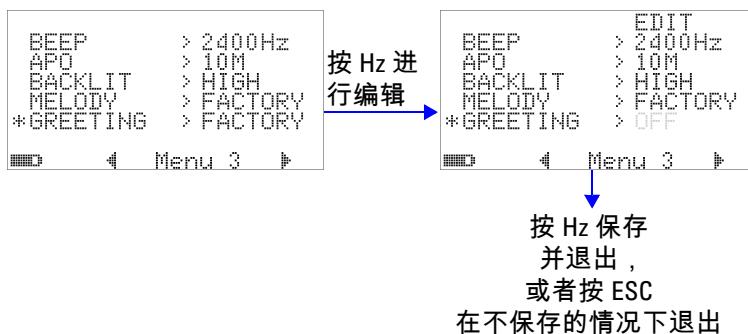 BEEP > 2400Hz
APO > 10M
BACKLIT > HIGH
MELODY > FACTORY
*GREETING > FACTORY
Menu 3
按 Hz 进
行编辑
EDIT
BEEP > 2400Hz
APO > 10M
BACKLIT > HIGH
MELODY > FACTORY
*GREETING > OFF
Menu 3
按 Hz 保存
并退出，
或者按 ESC
在不保存的情况下退出